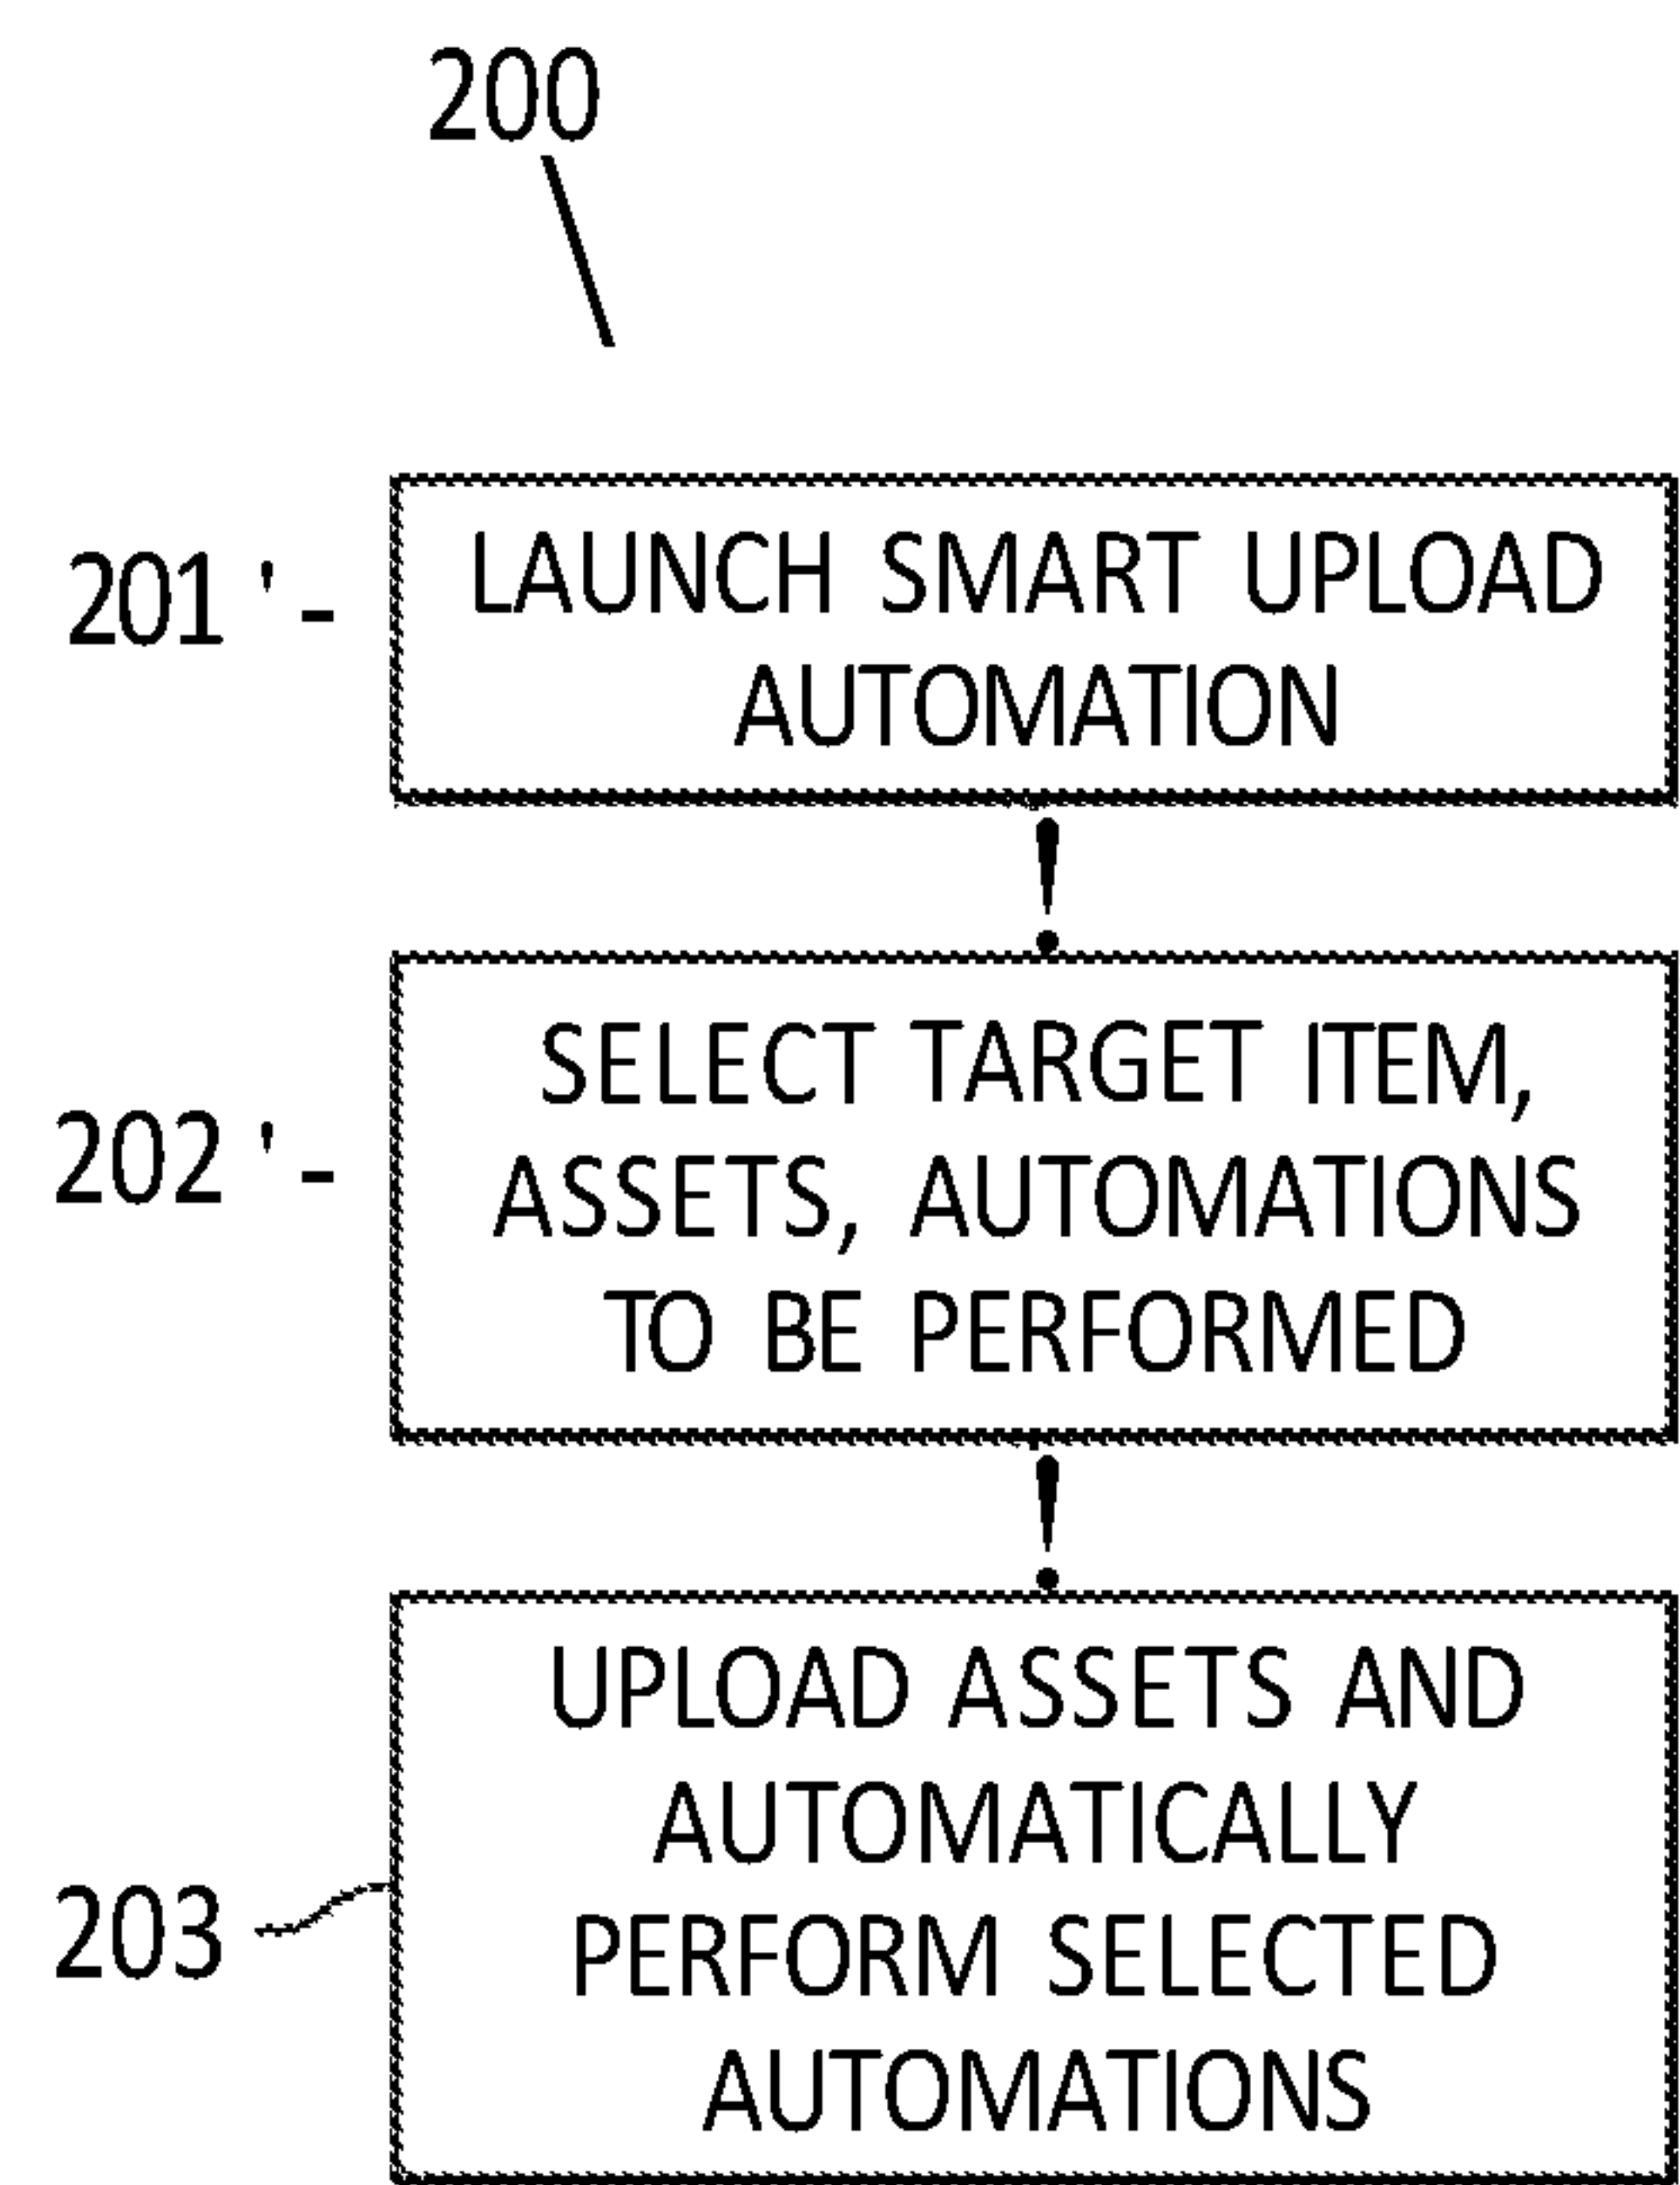 200
201 '-
LAUNCH SMART UPLOAD
AUTOMATION
!
202 '-
SELECT TARGET ITEM,
ASSETS, AUTOMATIONS
TO BE PERFORMED
!
203
UPLOAD ASSETS AND
AUTOMATICALLY
PERFORM SELECTED
AUTOMATIONS